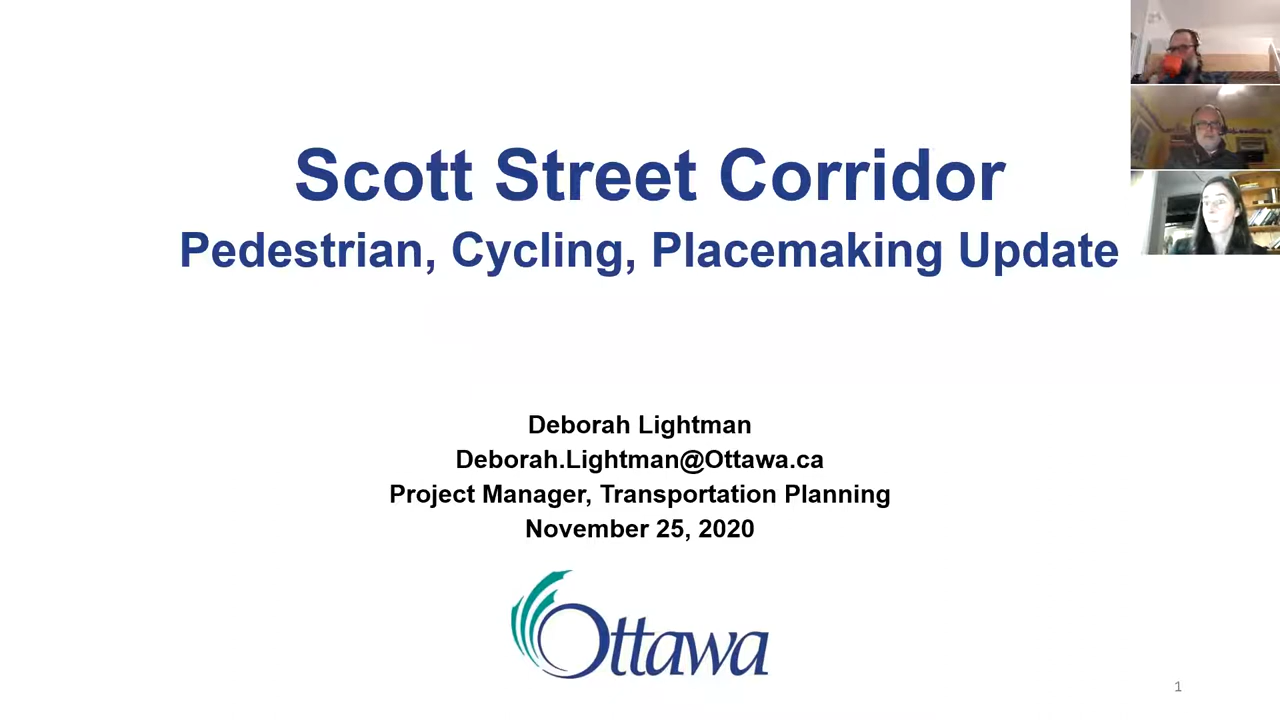 Scott Street Corridor
Pedestrian, Cycling, Placemaking Update
Deborah Lightman
Deborah.Lightman@Ottawa.ca
Project Manager, Transportation Planning
November 25, 2020
Ottawa
1